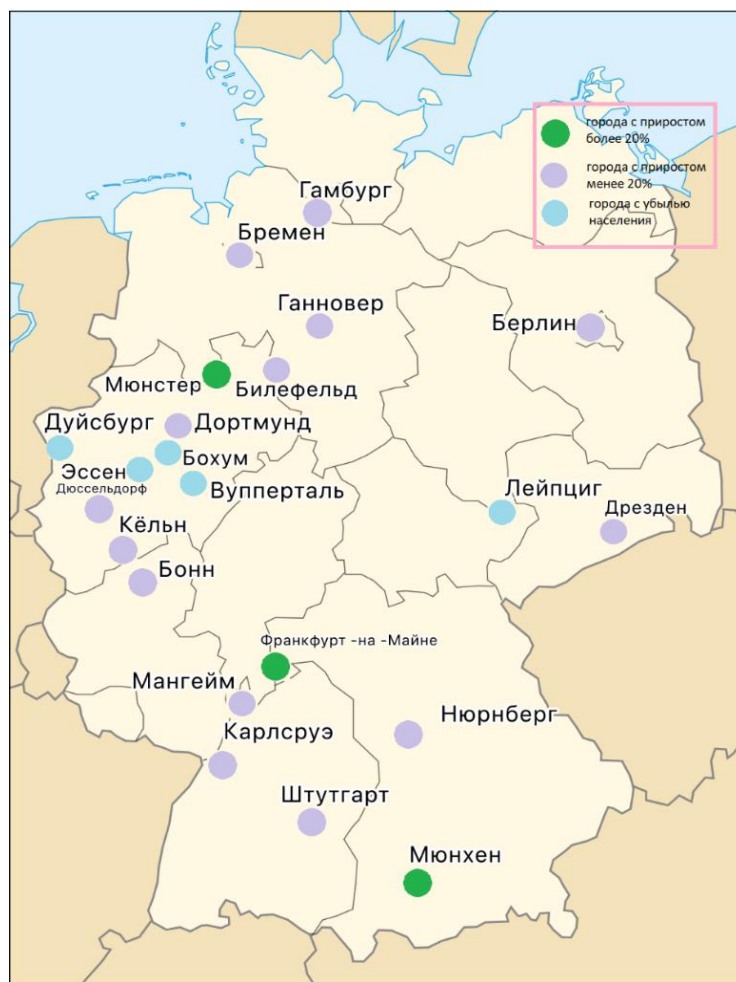 города с приростом
более 20%
города с приростом
менее 20%
города с убылью
населения
Гамбург
Бремен
Ганновер
Берлин
Мюнстер
Билефельд
Дуйсбург
Дортмунд
Эссен
Бохум
Дюссельдорф
Вупперталь
Лейпциг
Дрезден
Кёльн
Бонн
Франкфурт -на -Майне
Мангейм
Карлсруэ
Нюрнберг
Штутгарт
Мюнхен